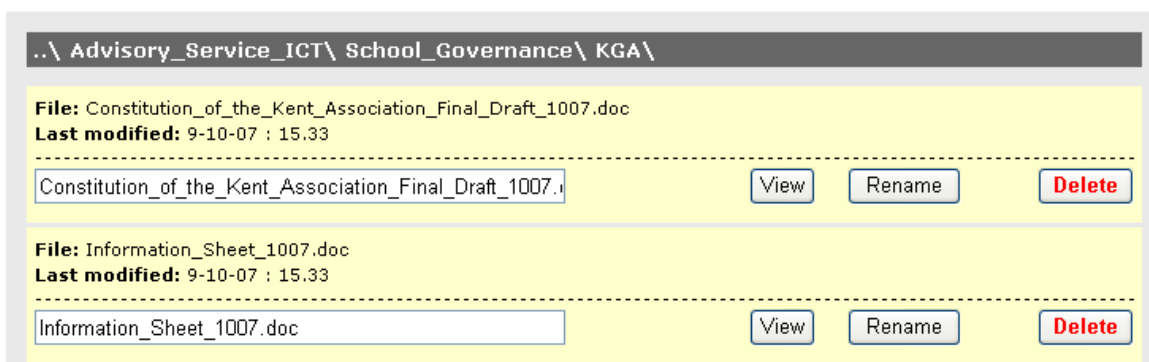 ..\ Advisory_Service_ICT\ School_Governance\ KGA\
File: Constitution_of_the_Kent_Association_Final_Draft_1007.doc
Last modified: 9-10-07 : 15.33
Constitution_of_the_Kent_Association_Final_Draft_1007. View Rename Delete
File: Information_Sheet_1007.doc
Last modified: 9-10-07 : 15.33
Information_Sheet_1007.doc View Rename Delete